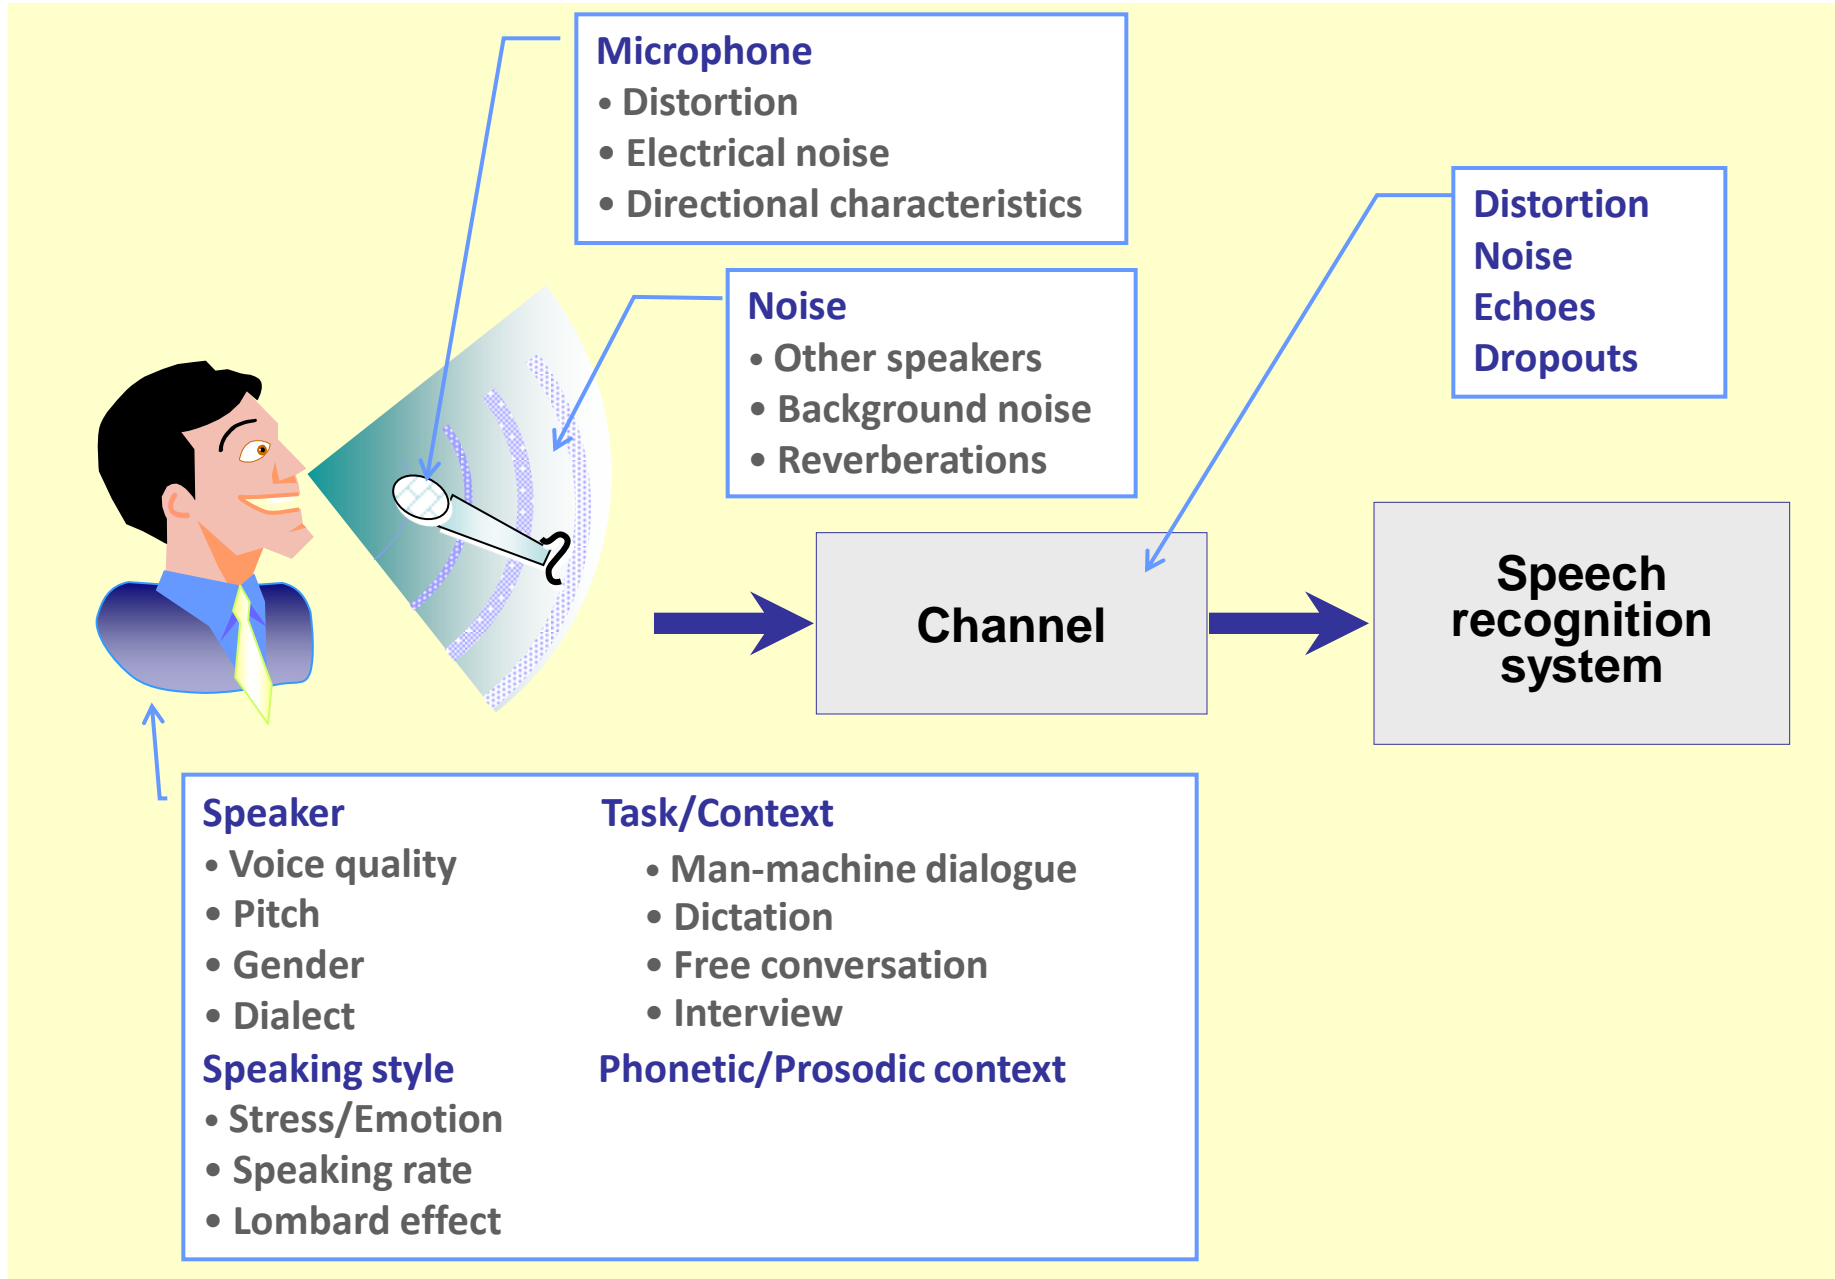 Microphone
• Distortion
• Electrical noise
• Directional characteristics
Distortion
Noise
Echoes
Dropouts
Noise
• Other speakers
• Background noise
• Reverberations
Channel
Speech
recognition
system
Speaker
• Voice quality
• Pitch
• Gender
• Dialect
Speaking style
• Stress/Emotion
• Speaking rate
• Lombard effect
Task/Context
• Man-machine dialogue
• Dictation
• Free conversation
• Interview
Phonetic/Prosodic context